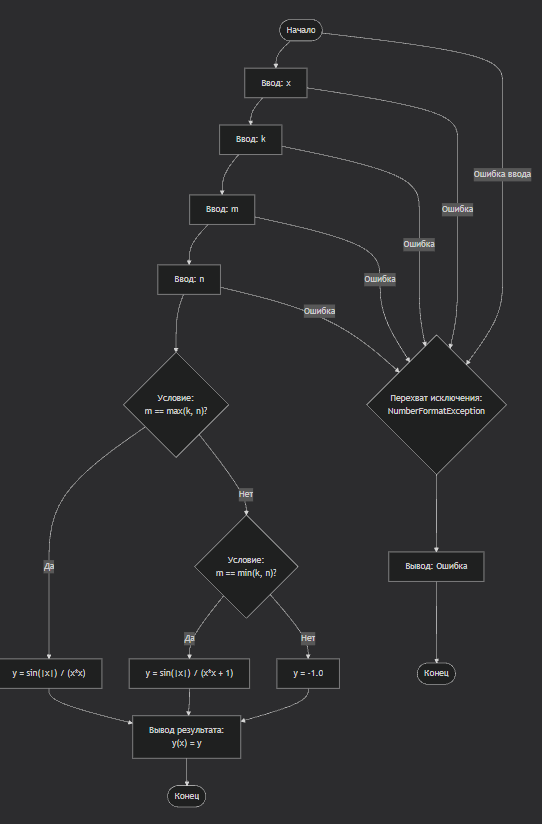 Начало
Ввод: x
Ввод: k
Ошибка ввода
Ввод: m
Ошибка
Ошибка
Ввод: n
Ошибка
Ошибка
Условие:
m == max(k, n)?
Перехват исключения:
NumberFormatException
Нет
Да
Условие:
m == min(k, n)?
Вывод: Ошибка
Да
Нет
y = sin(|x|) / (x*x)
y = sin(|x|) / (x*x + 1)
y = -1.0
Конец
Вывод результата:
y(x) = y
Конец